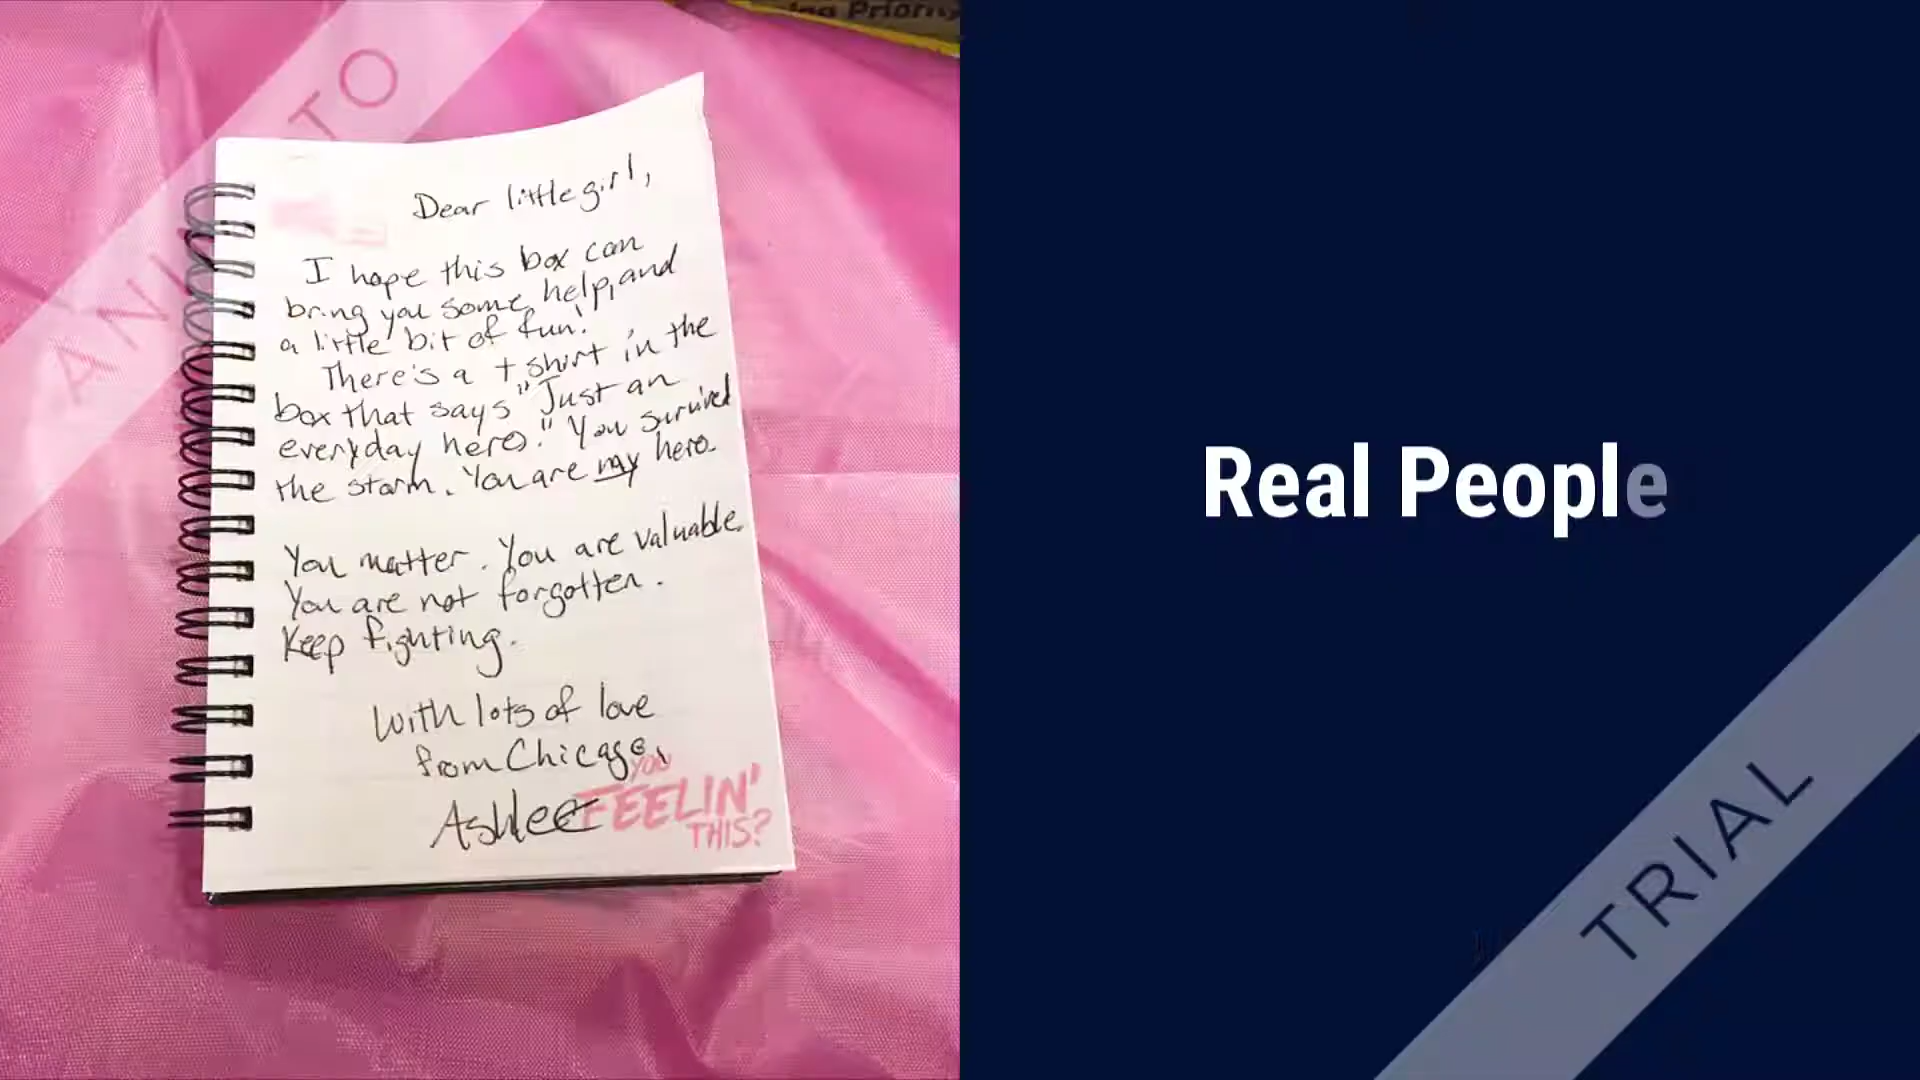 ing Priority
ANIMOTO
Dear little girl,
I hope this box can
bring you some help, and
a little bit of fun!
There's a t shirt in the
box that says "Just an
everyday hero." You survived
the storm. You are my hero.
You matter. You are valuable.
You are not forgotten.
Keep fighting.
With lots of love
from Chicago,
Ashlee
YOU
FEELIN'
THIS?
Real People
TRIAL